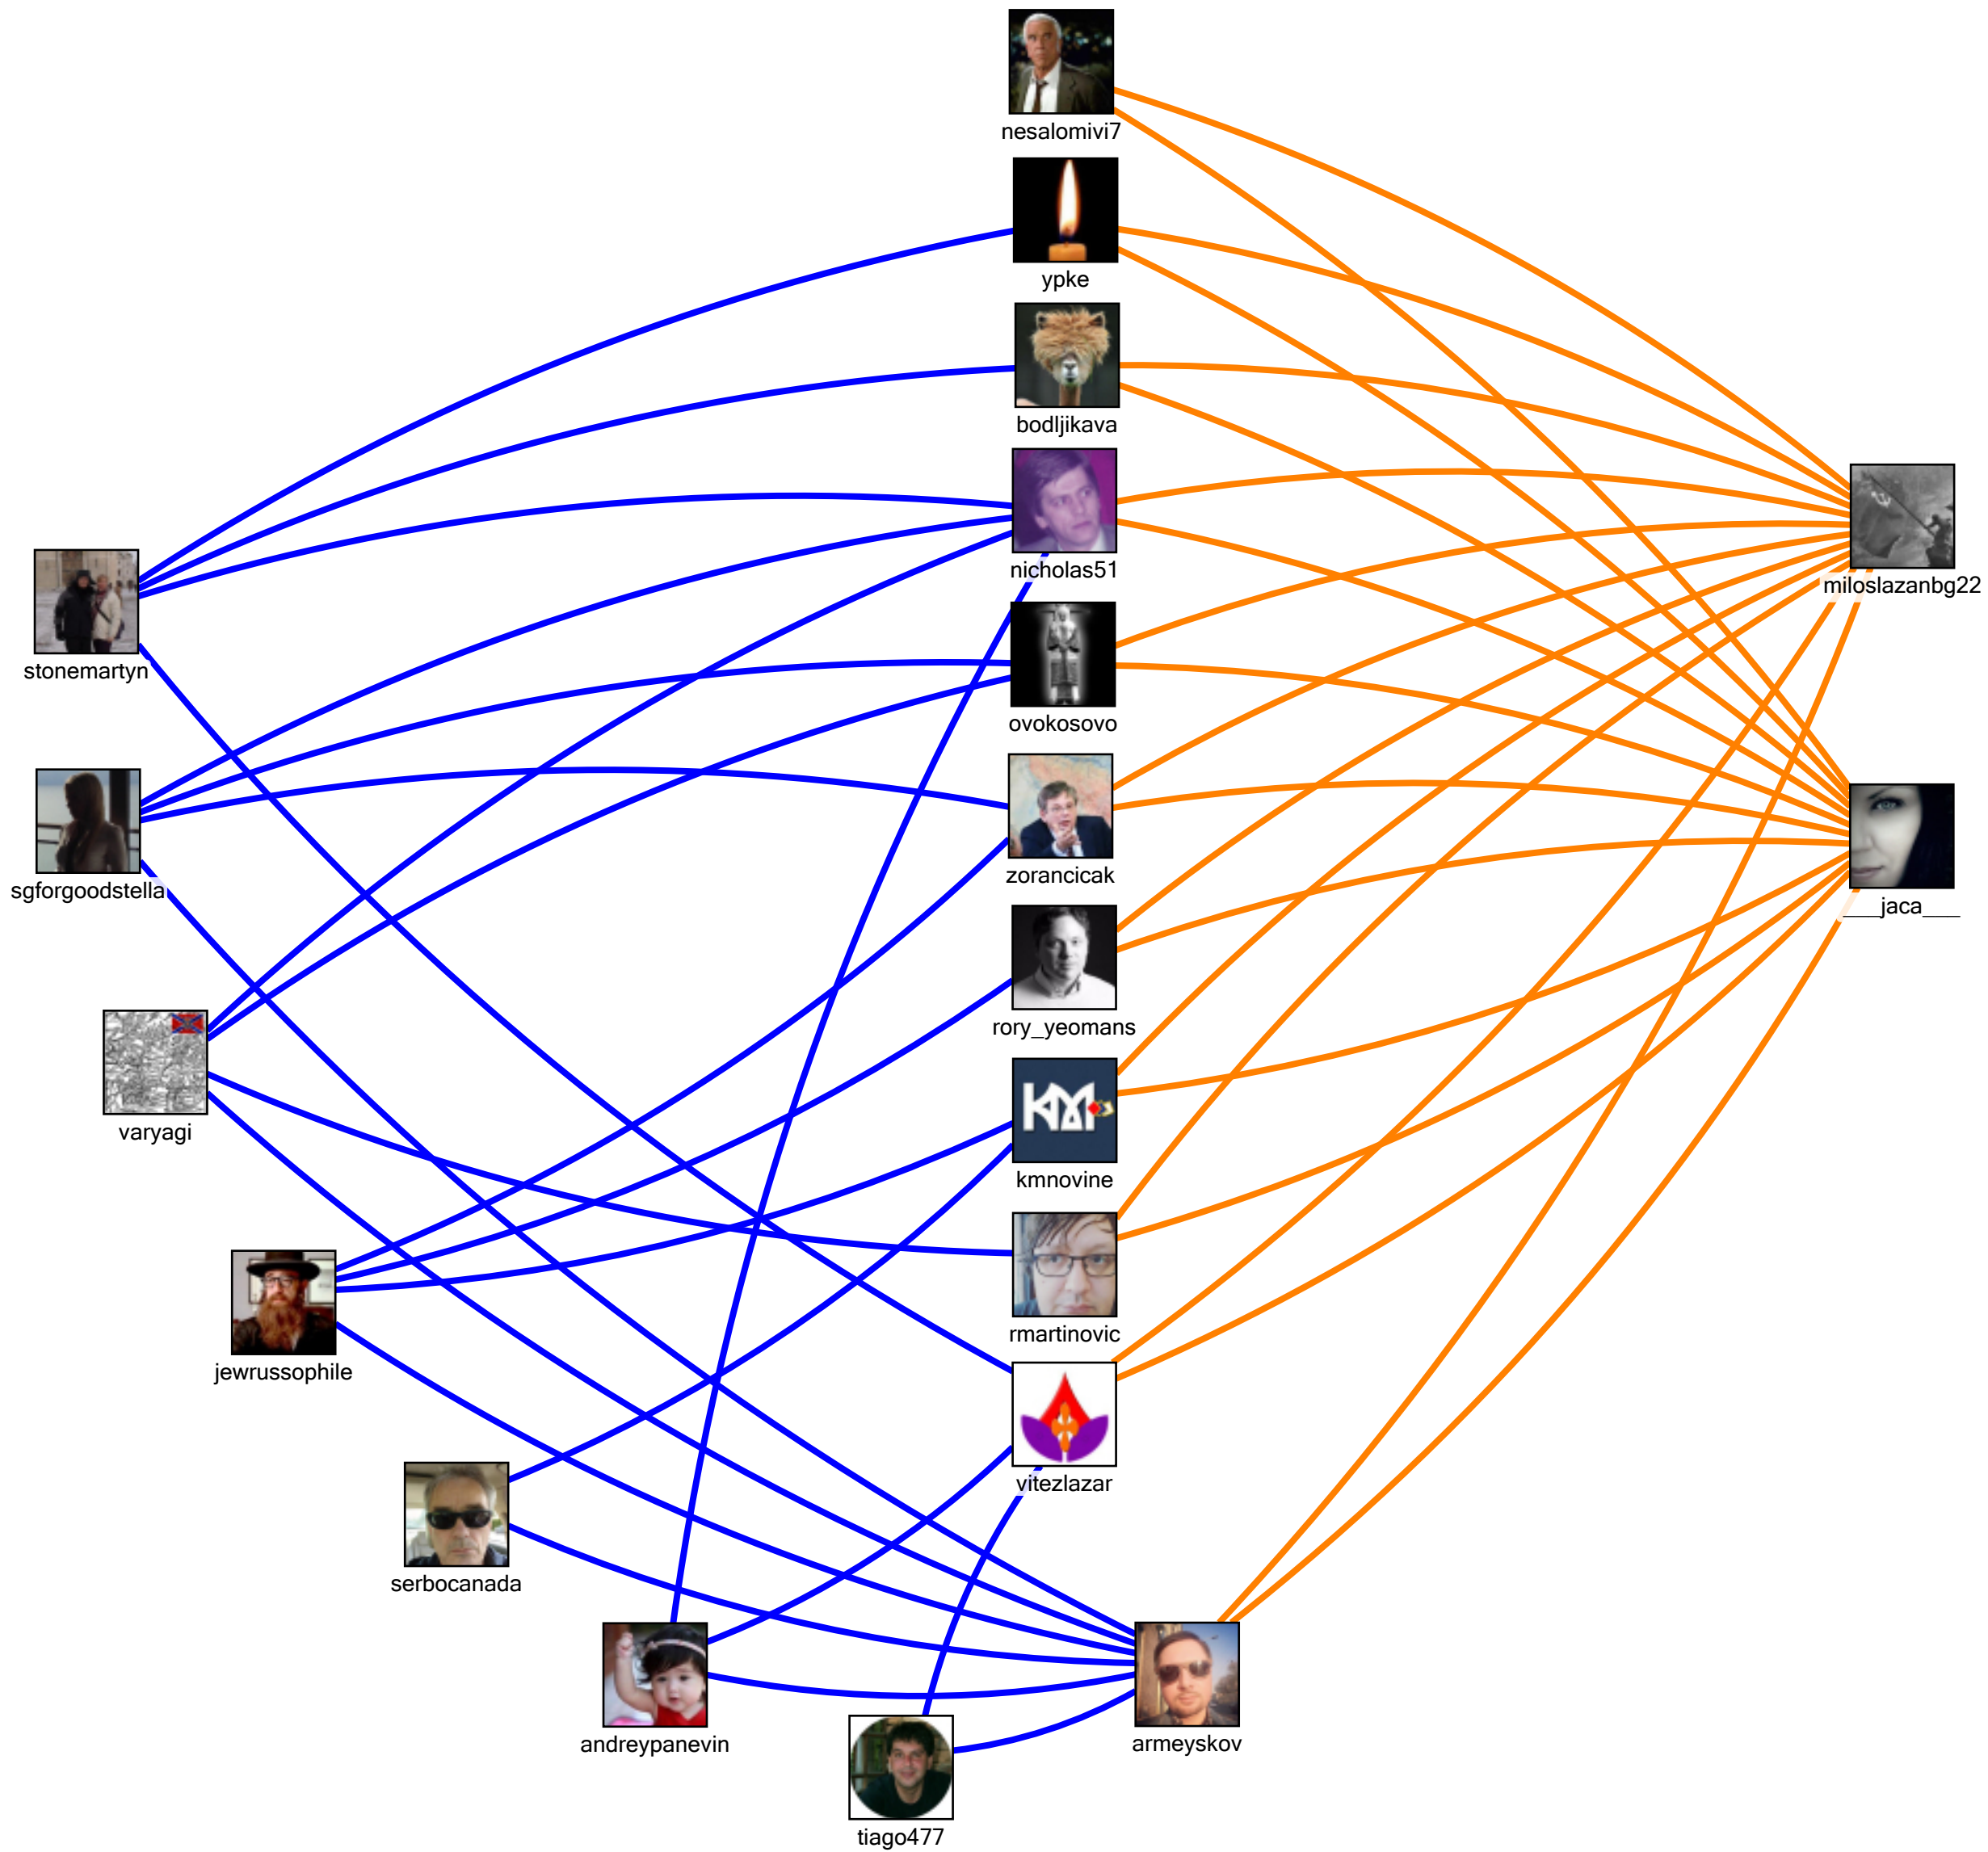 nesalomivi7
ypke
bodljikava
nicholas51
miloslazanbg22
stonemartyn
ovokosovo
zorancicak
sgforgoodstella
___jaca___
rory_yeomans
varyagi
KM
kmnovine
rmartinovic
jewrussophile
vitezlazar
serbocanada
andreypanevin
armeyskov
tiago477